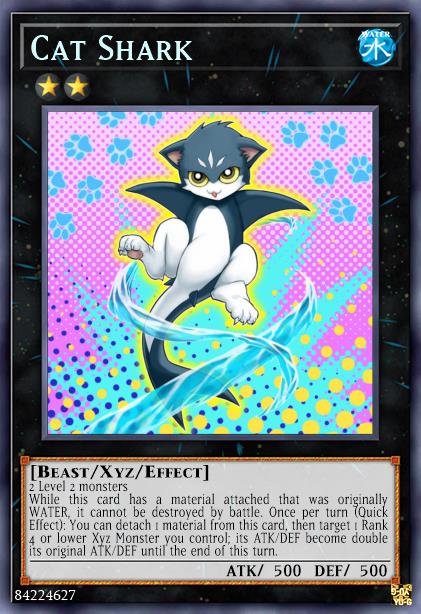 CAT SHARK
WATER
水
[BEAST/XYZ/EFFECT]
2 Level 2 monsters
While this card has a material attached that was originally
WATER, it cannot be destroyed by battle. Once per turn (Quick
Effect): You can detach 1 material from this card, then target 1 Rank
4 or lower Xyz Monster you control; its ATK/DEF become double
its original ATK/DEF until the end of this turn.
ATK/ 500 DEF/ 500
84224627